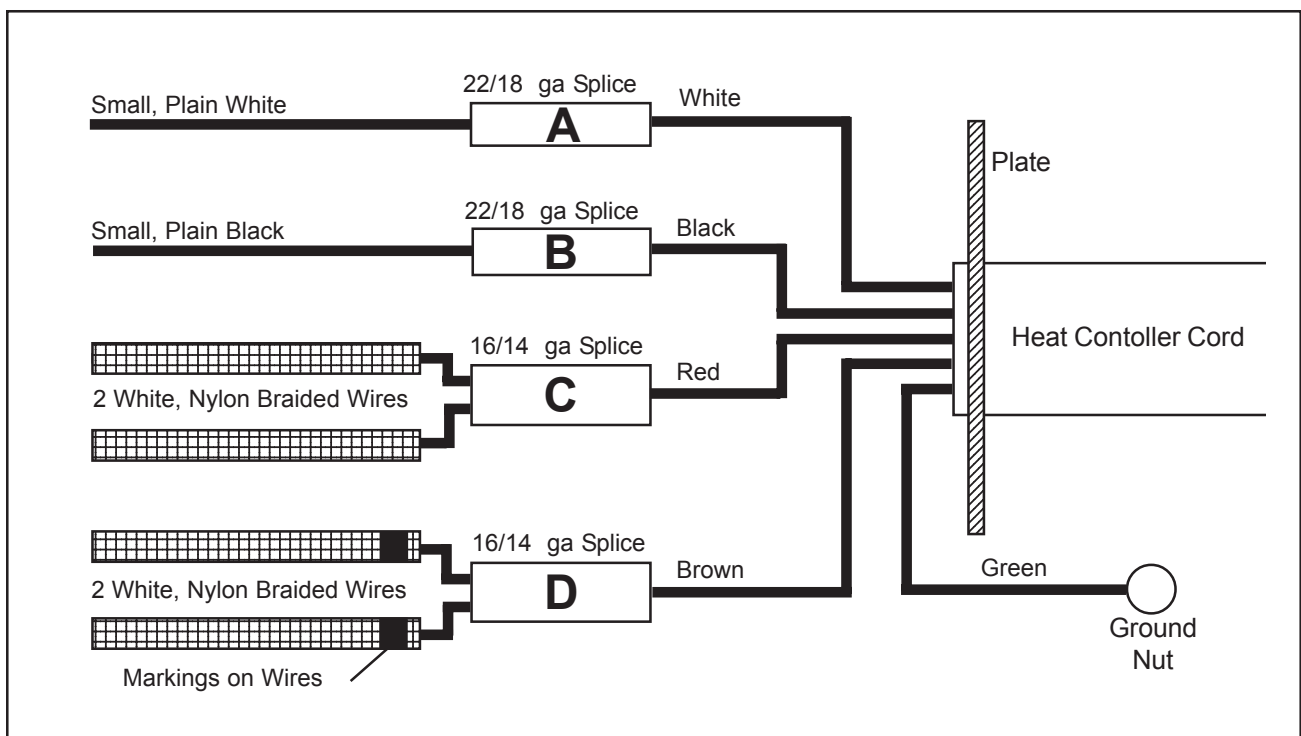 22/18 ga Splice
Small, Plain White
A
White
Plate
22/18 ga Splice
Small, Plain Black
B
Black
Heat Contoller Cord
16/14 ga Splice
2 White, Nylon Braided Wires
C
Red
16/14 ga Splice
2 White, Nylon Braided Wires
D
Brown
Green
Markings on Wires
Ground
Nut